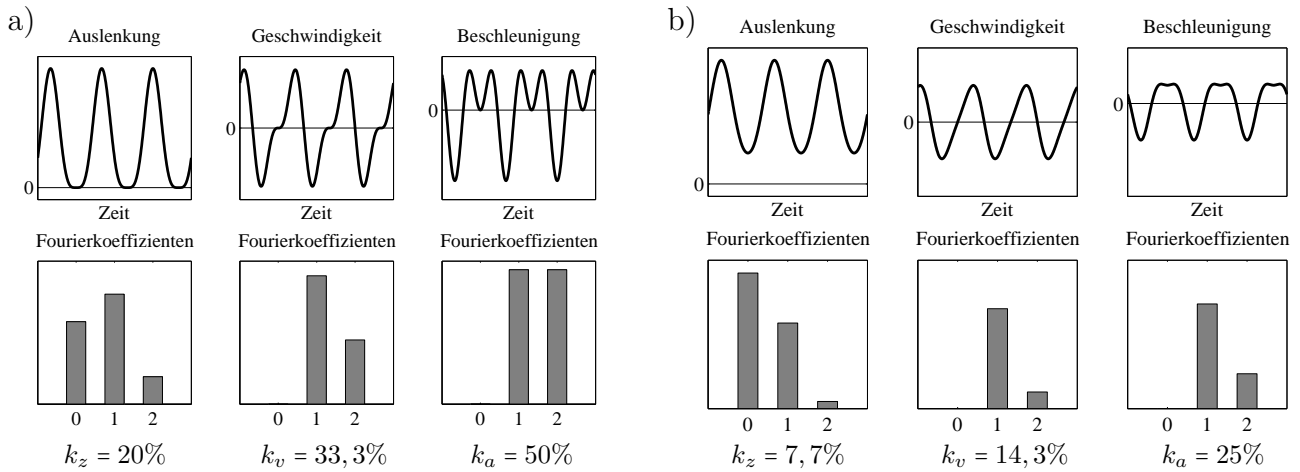 a)
Auslenkung
Geschwindigkeit
Beschleunigung
0
0
0
Zeit
Zeit
Zeit
Fourierkoeffizienten
Fourierkoeffizienten
Fourierkoeffizienten
0 1 2
0 1 2
0 1 2
k_z = 20%
k_v = 33,3%
k_a = 50%
b)
Auslenkung
Geschwindigkeit
Beschleunigung
0
0
0
Zeit
Zeit
Zeit
Fourierkoeffizienten
Fourierkoeffizienten
Fourierkoeffizienten
0 1 2
0 1 2
0 1 2
k_z = 7,7%
k_v = 14,3%
k_a = 25%